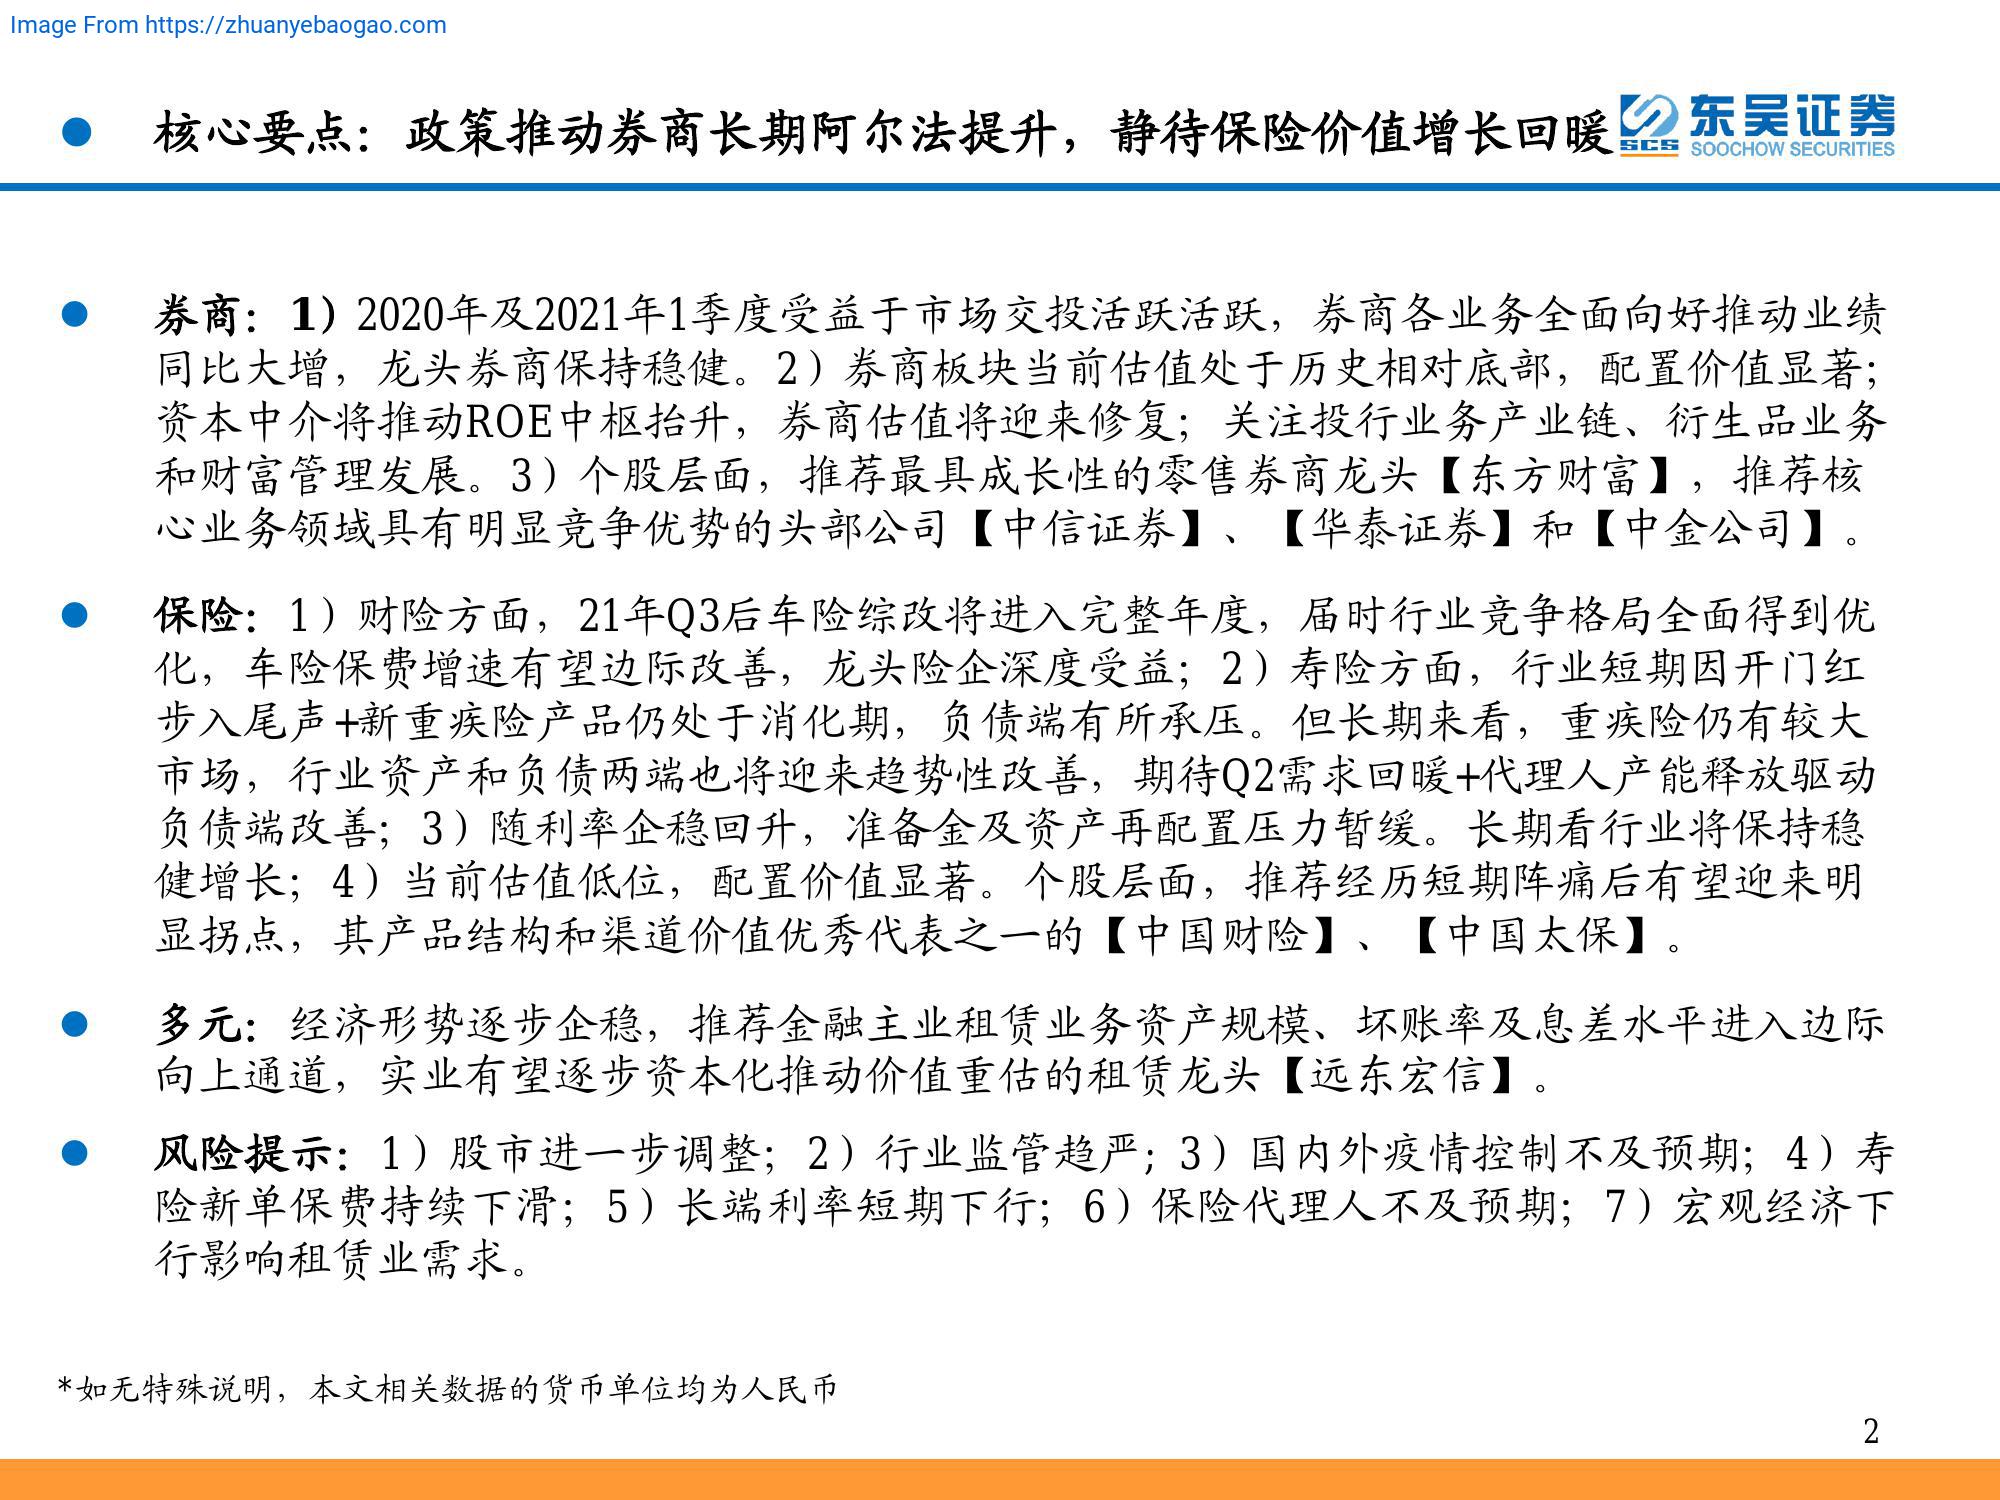 Image From https://zhuanyebaogao.com
● 核心要点：政策推动券商长期阿尔法提升，静待保险价值增长回暖
东吴证券
SCS SOOCHOW SECURITIES
● 券商：1）2020年及2021年1季度受益于市场交投活跃活跃，券商各业务全面向好推动业绩
同比大增，龙头券商保持稳健。2）券商板块当前估值处于历史相对底部，配置价值显著；
资本中介将推动ROE中枢抬升，券商估值将迎来修复；关注投行业务产业链、衍生品业务
和财富管理发展。3）个股层面，推荐最具成长性的零售券商龙头【东方财富】，推荐核
心业务领域具有明显竞争优势的头部公司【中信证券】、【华泰证券】和【中金公司】。
● 保险：1）财险方面，21年Q3后车险综改将进入完整年度，届时行业竞争格局全面得到优
化，车险保费增速有望边际改善，龙头险企深度受益；2）寿险方面，行业短期因开门红
步入尾声+新重疾险产品仍处于消化期，负债端有所承压。但长期来看，重疾险仍有较大
市场，行业资产和负债两端也将迎来趋势性改善，期待Q2需求回暖+代理人产能释放驱动
负债端改善；3）随利率企稳回升，准备金及资产再配置压力暂缓。长期看行业将保持稳
健增长；4）当前估值低位，配置价值显著。个股层面，推荐经历短期阵痛后有望迎来明
显拐点，其产品结构和渠道价值优秀代表之一的【中国财险】、【中国太保】。
● 多元：经济形势逐步企稳，推荐金融主业租赁业务资产规模、坏账率及息差水平进入边际
向上通道，实业有望逐步资本化推动价值重估的租赁龙头【远东宏信】。
● 风险提示：1）股市进一步调整；2）行业监管趋严；3）国内外疫情控制不及预期；4）寿
险新单保费持续下滑；5）长端利率短期下行；6）保险代理人不及预期；7）宏观经济下
行影响租赁业需求。
*如无特殊说明，本文相关数据的货币单位均为人民币
2